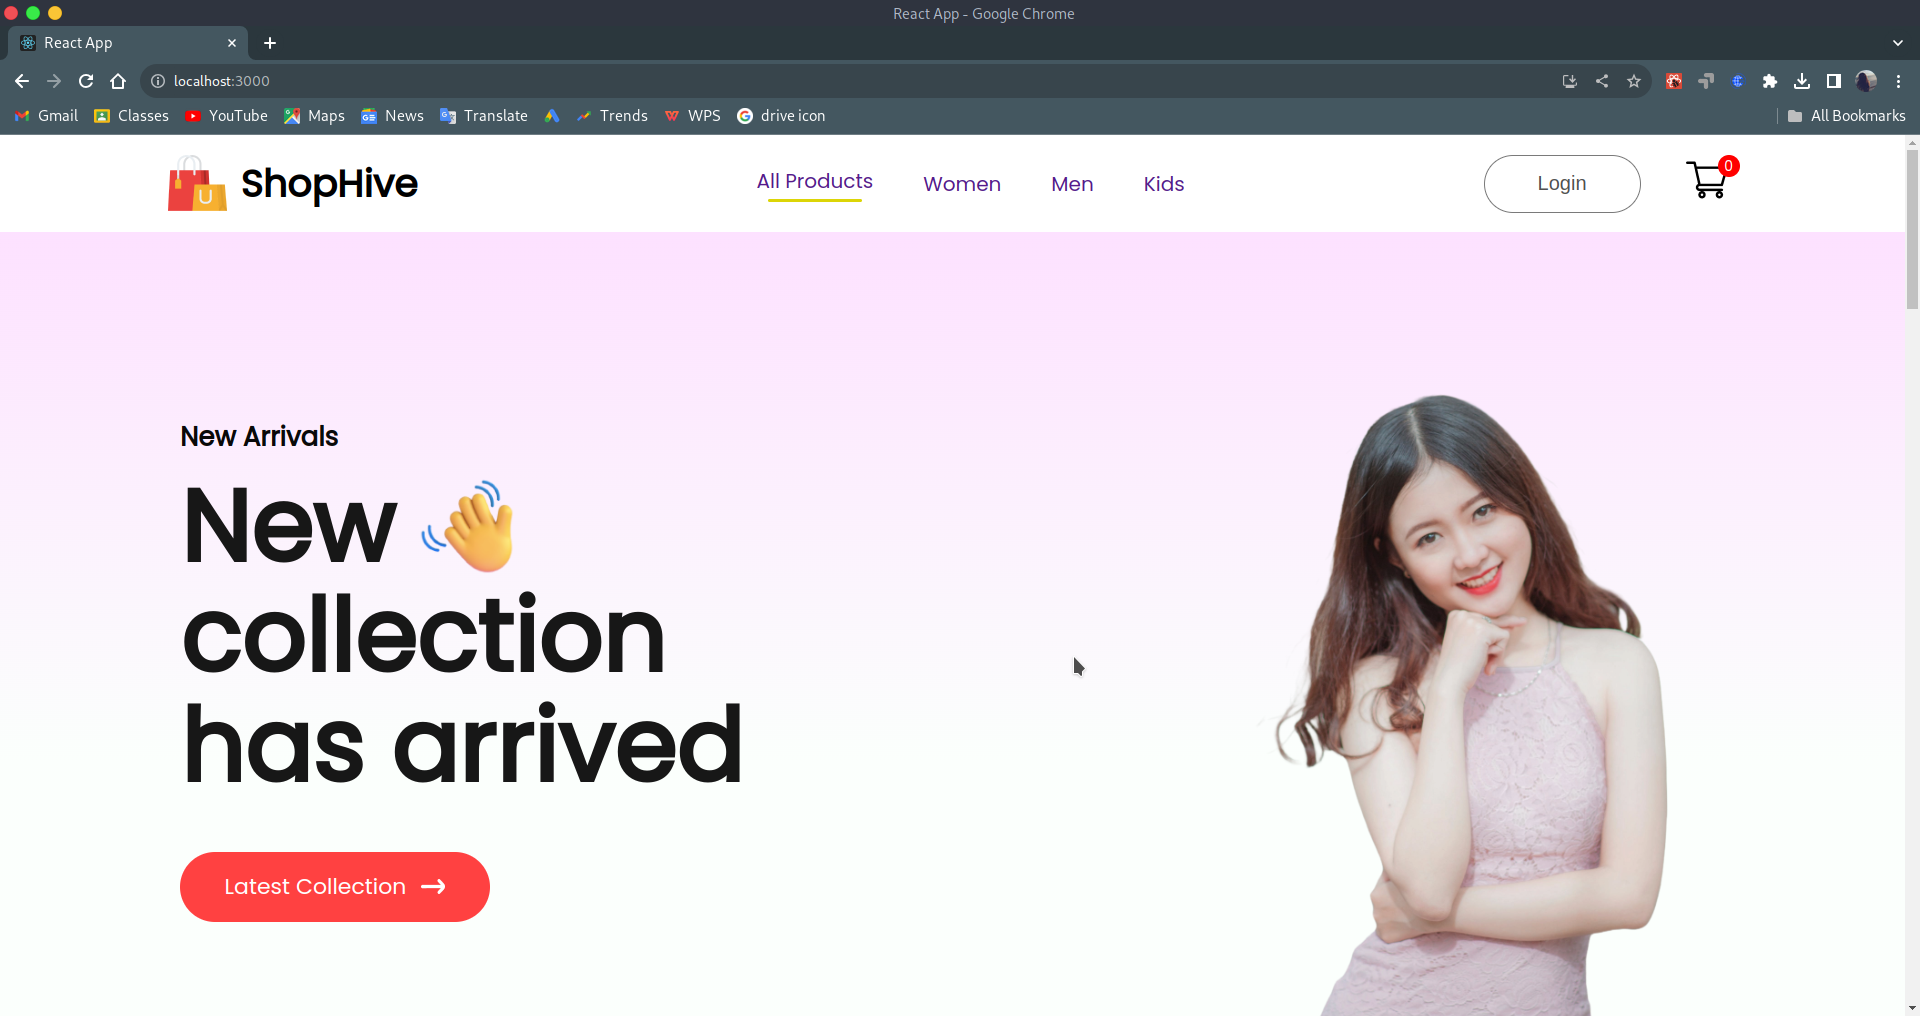 React App - Google Chrome
React App
localhost:3000
Gmail Classes YouTube Maps News Translate Trends WPS drive icon All Bookmarks
ShopHive All Products Women Men Kids Login 0
U
New Arrivals
New 👋
collection
has arrived
Latest Collection →